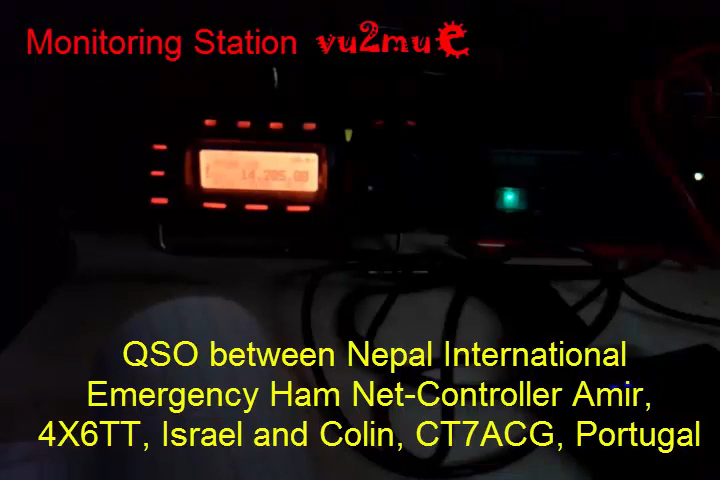 Monitoring Station vu2mue
14.205.00
QSO between Nepal International
Emergency Ham Net-Controller Amir,
4X6TT, Israel and Colin, CT7ACG, Portugal